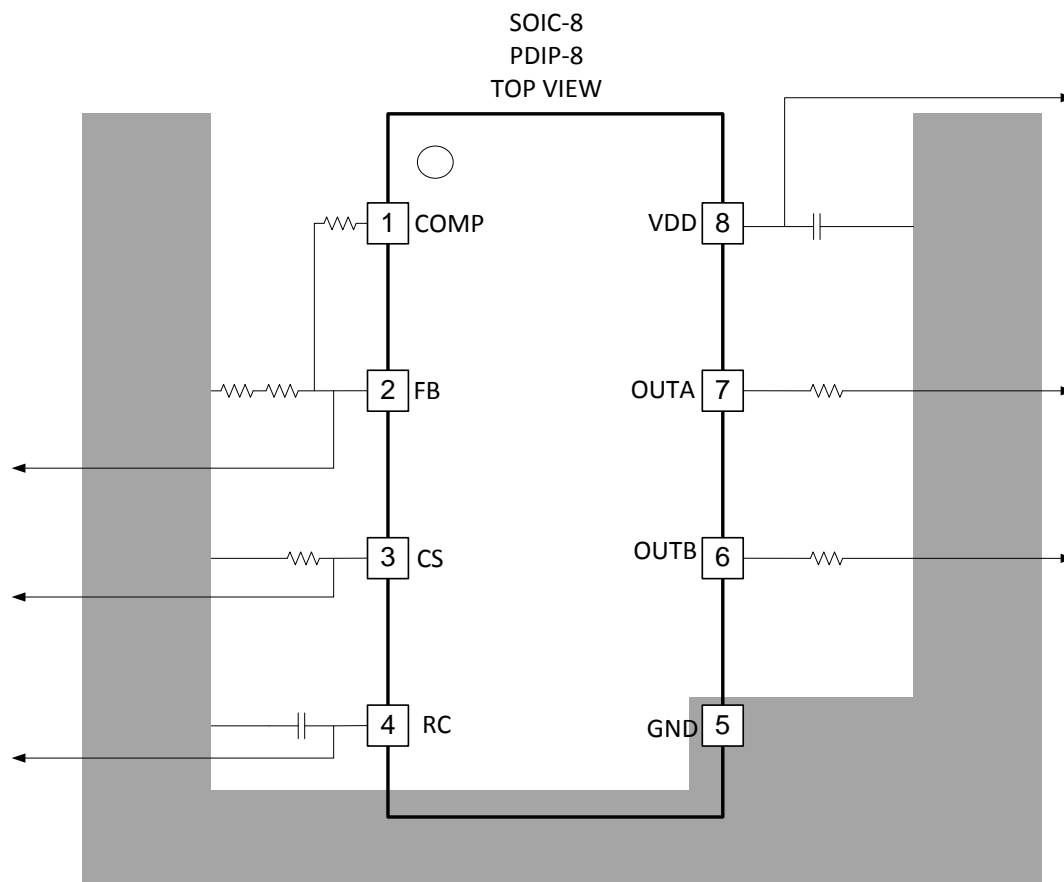 SOIC-8
PDIP-8
TOP VIEW
1 COMP
VDD 8
2 FB
OUTA 7
3 CS
OUTB 6
4 RC
GND 5